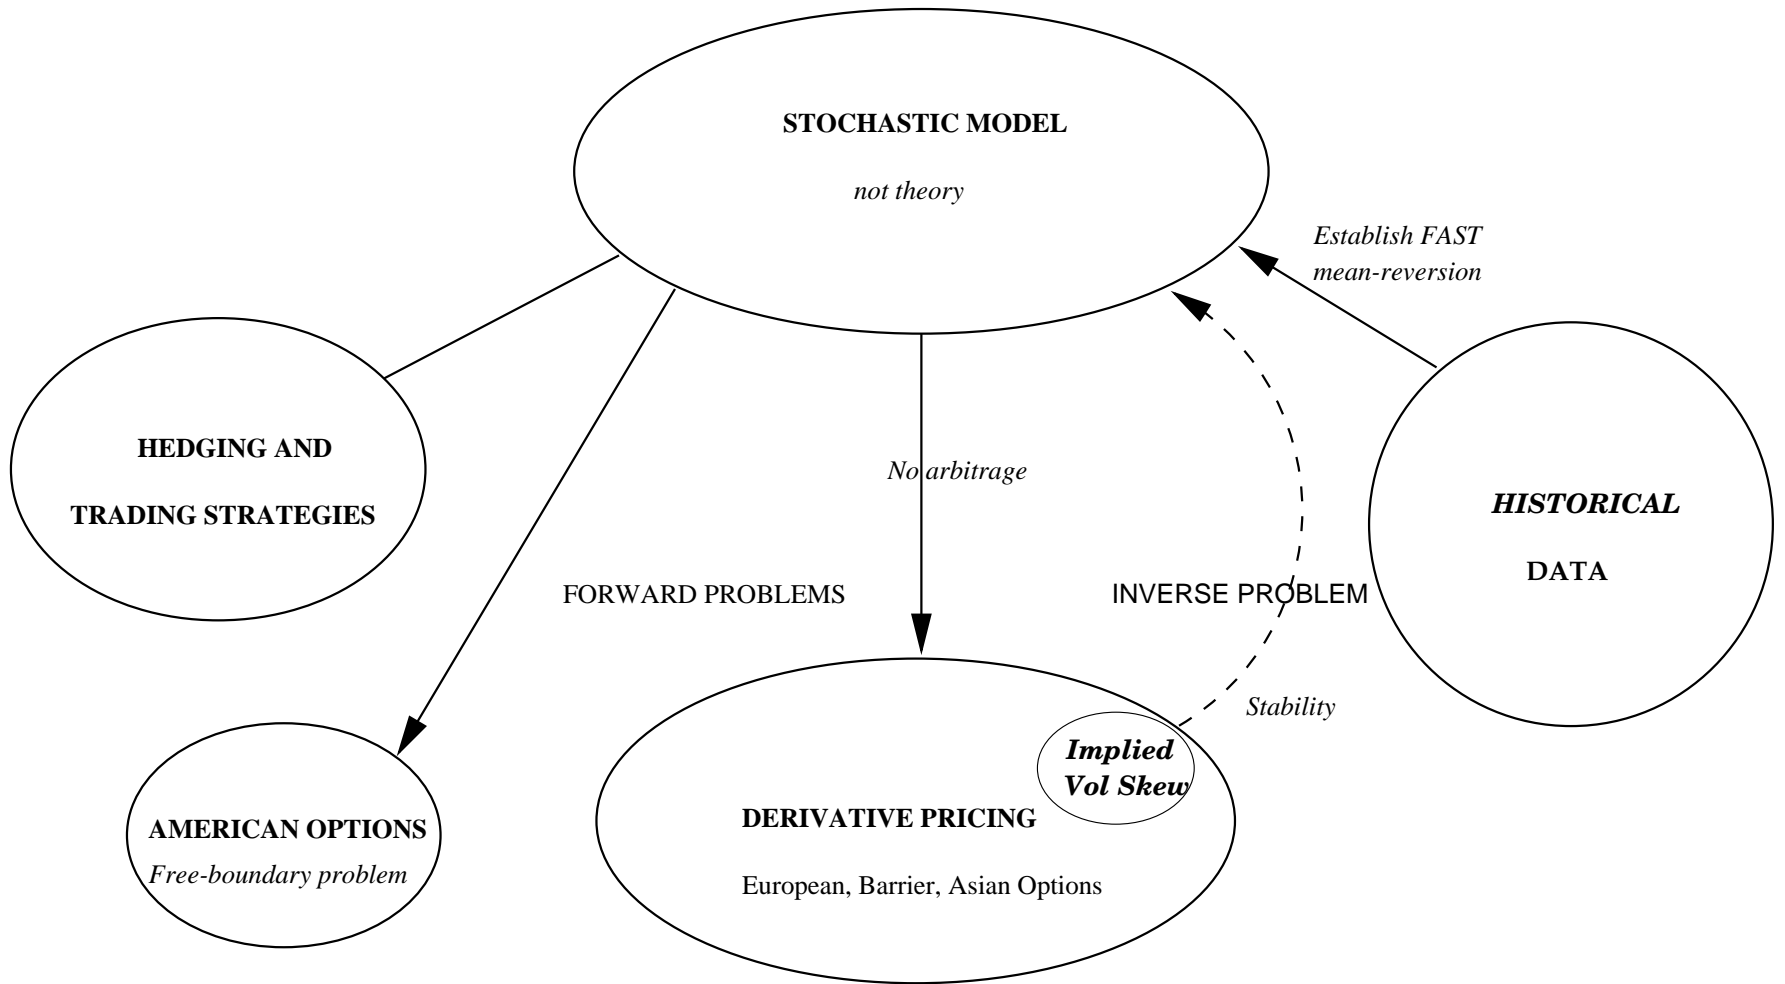 STOCHASTIC MODEL
not theory
Establish FAST
mean-reversion
HEDGING AND
TRADING STRATEGIES
No arbitrage
HISTORICAL
DATA
FORWARD PROBLEMS
INVERSE PROBLEM
Stability
Implied
Vol Skew
AMERICAN OPTIONS
Free-boundary problem
DERIVATIVE PRICING
European, Barrier, Asian Options